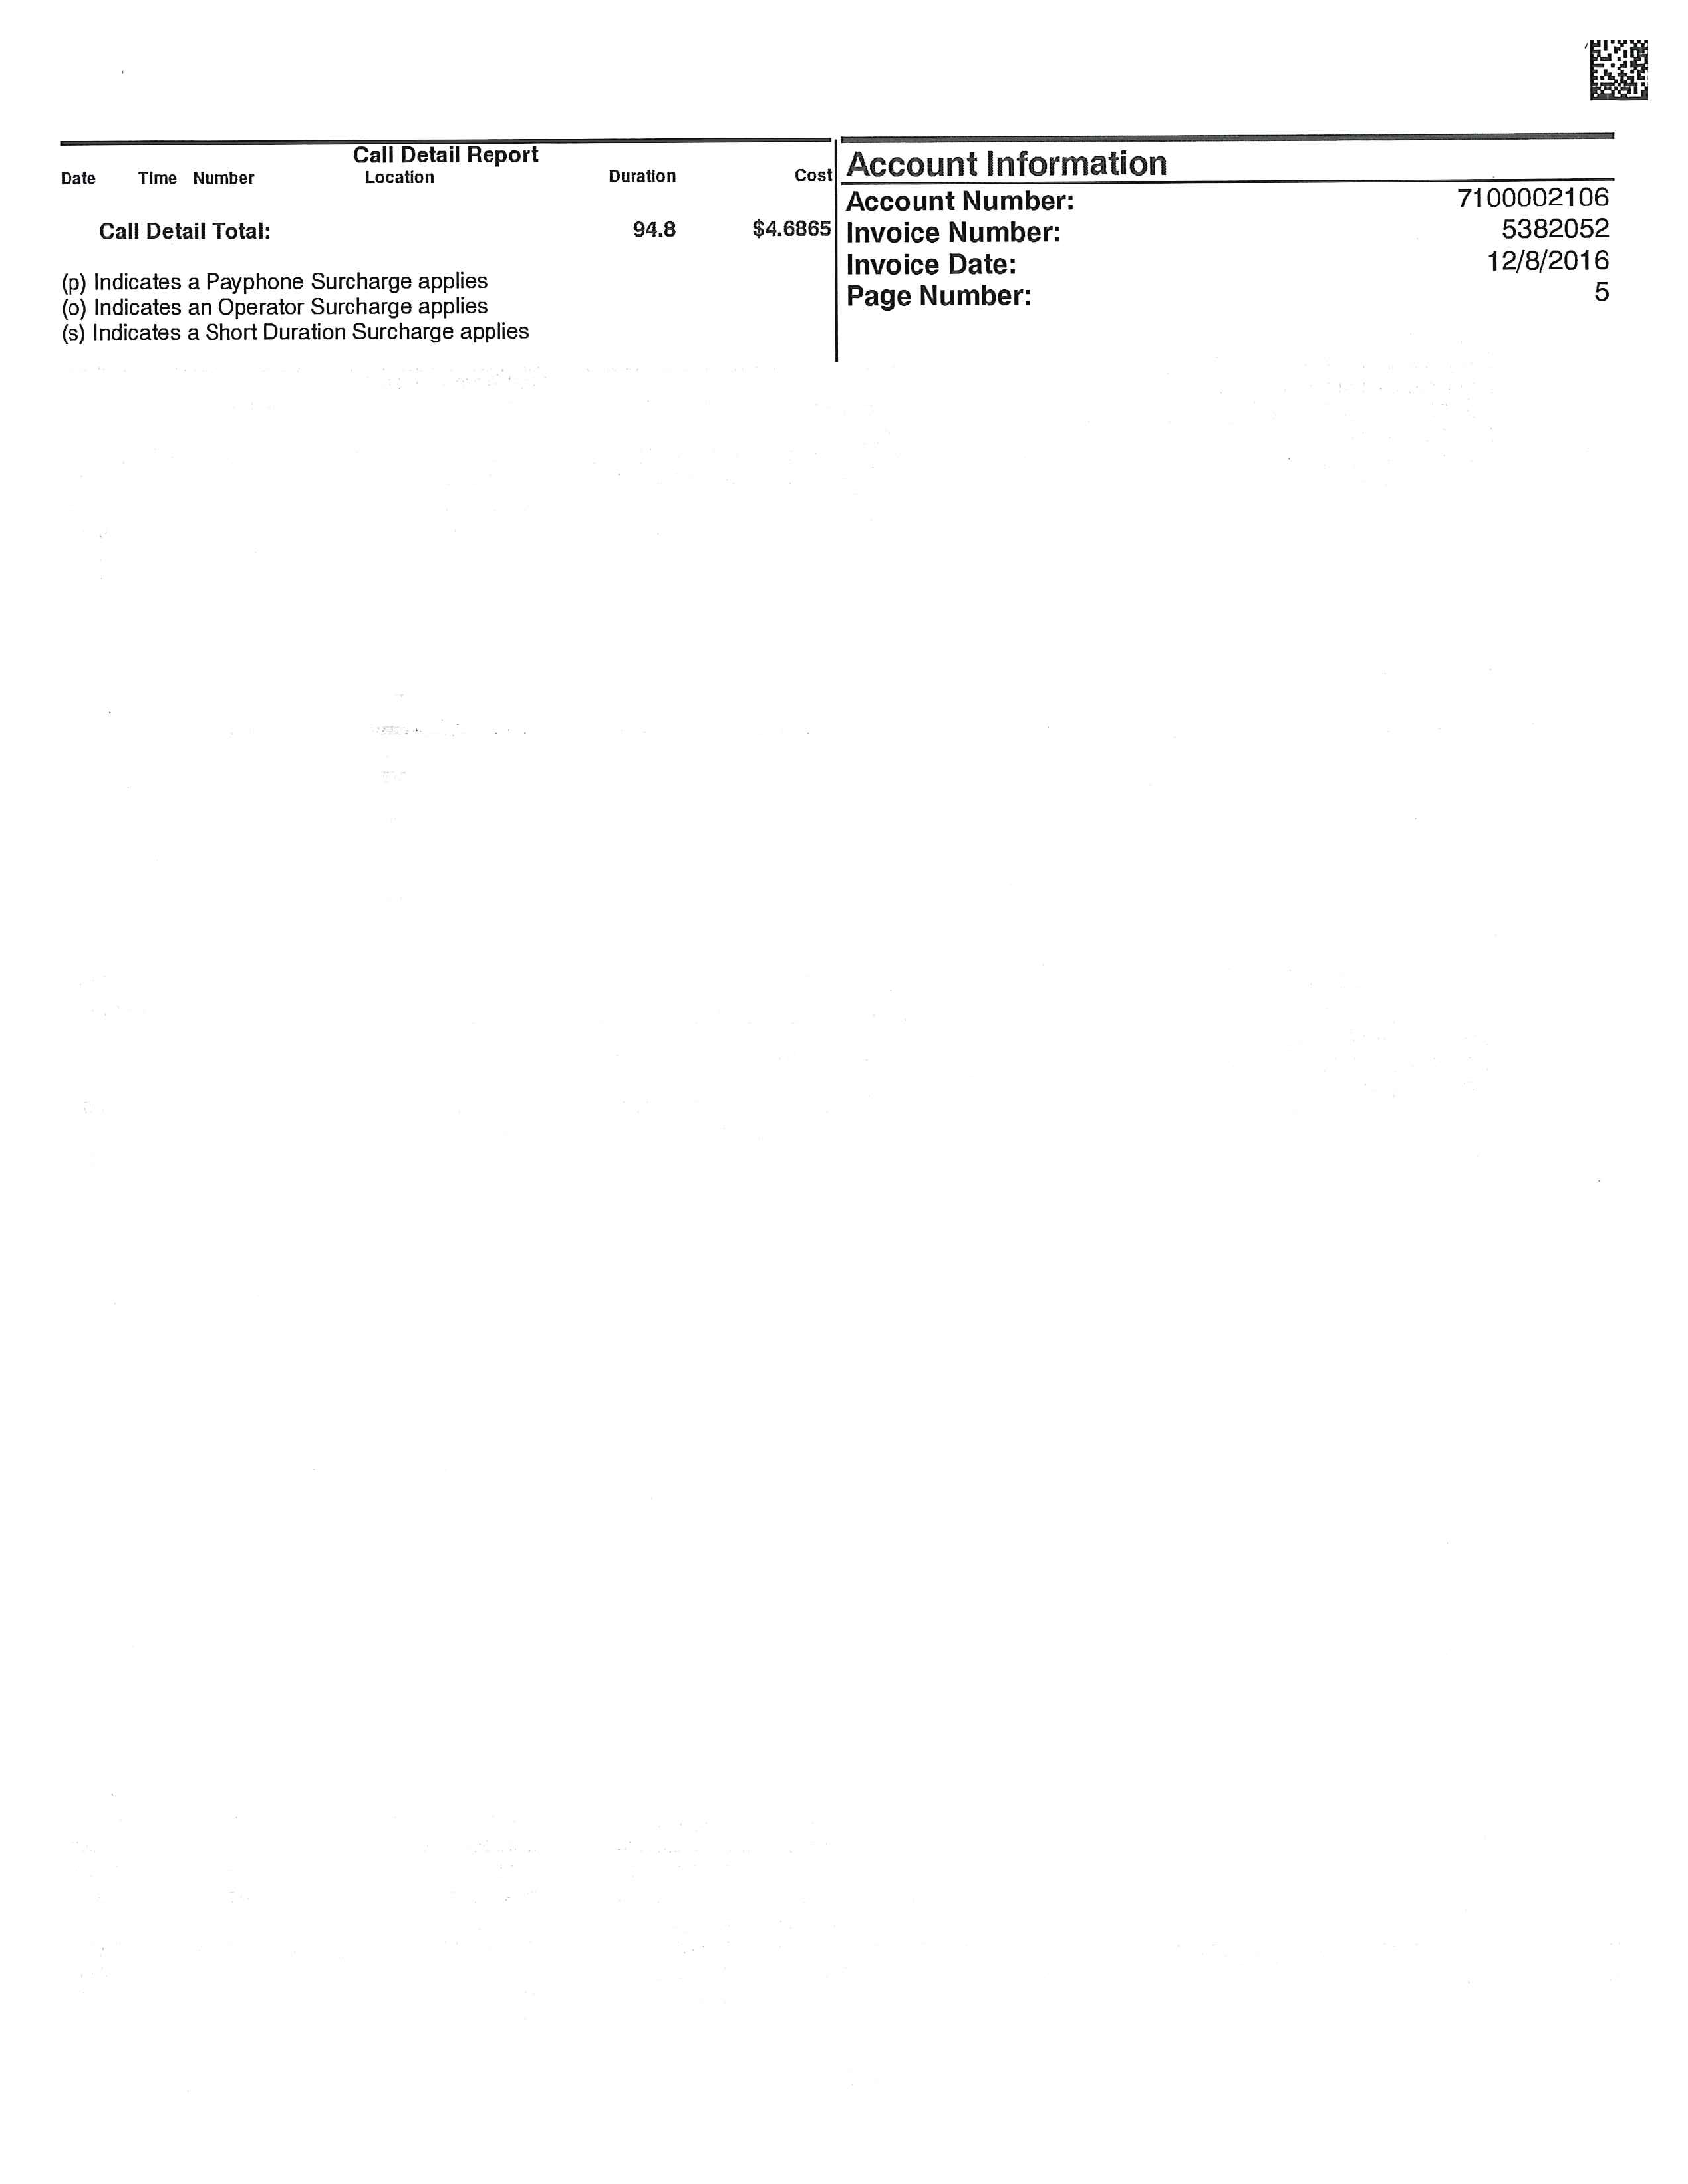 Call Detail Report
Date Time Number Location Duration Cost
Call Detail Total: 94.8 $4.6865
(p) Indicates a Payphone Surcharge applies
(o) Indicates an Operator Surcharge applies
(s) Indicates a Short Duration Surcharge applies
Account Information
Account Number: 7100002106
Invoice Number: 5382052
Invoice Date: 12/8/2016
Page Number: 5